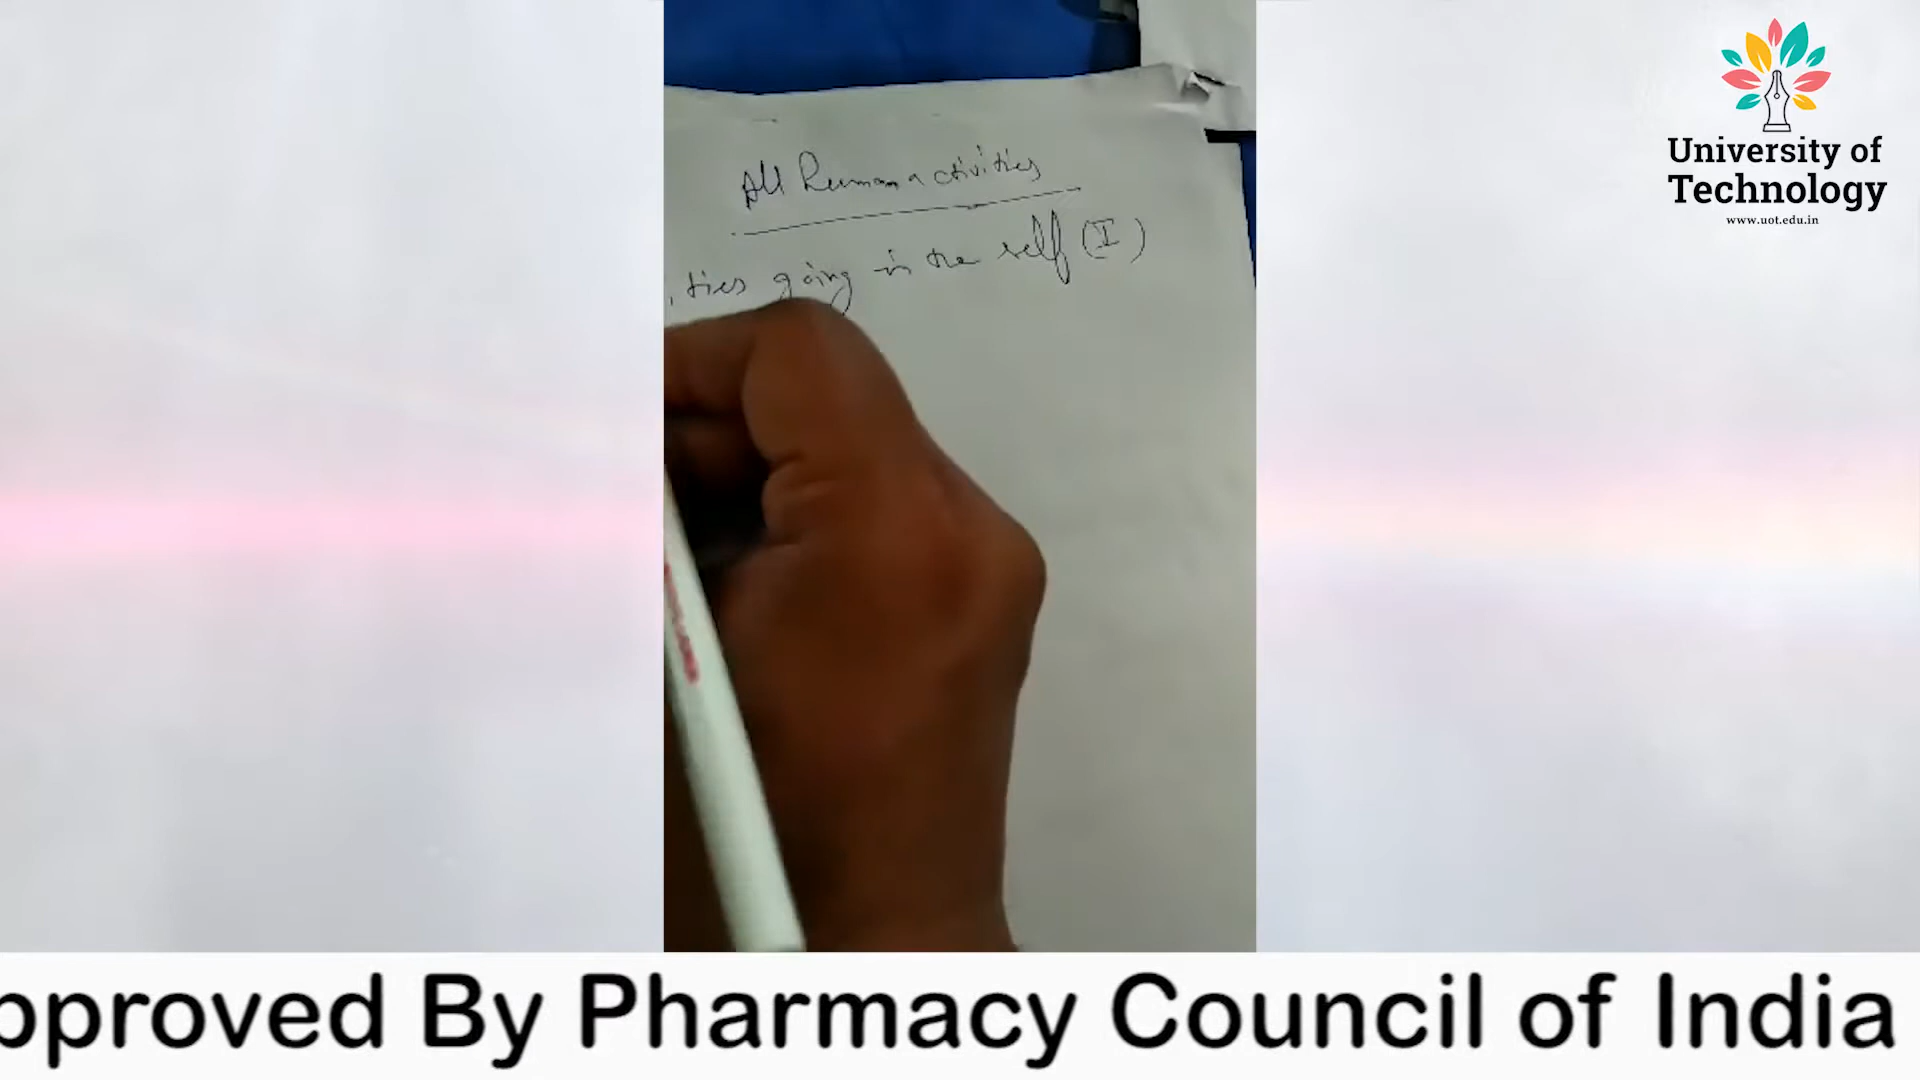 University of
Technology
www.uot.edu.in
All Human activities
ties going in the self (I)
pproved By Pharmacy Council of India